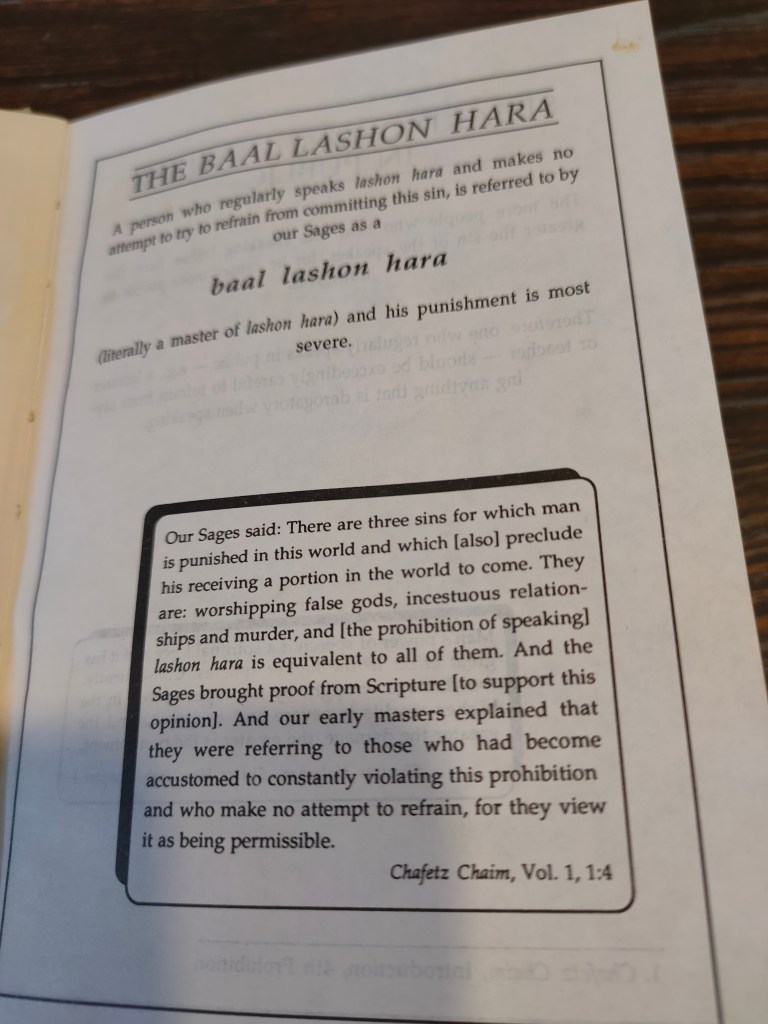 THE BAAL LASHON HARA
A person who regularly speaks lashon hara and makes no
attempt to try to refrain from committing this sin, is referred to by
our Sages as a
baal lashon hara
(literally a master of lashon hara) and his punishment is most
severe.
Our Sages said: There are three sins for which man
is punished in this world and which [also] preclude
his receiving a portion in the world to come. They
are: worshipping false gods, incestuous relation-
ships and murder, and [the prohibition of speaking]
lashon hara is equivalent to all of them. And the
Sages brought proof from Scripture [to support this
opinion]. And our early masters explained that
they were referring to those who had become
accustomed to constantly violating this prohibition
and who make no attempt to refrain, for they view
it as being permissible.
Chafetz Chaim, Vol. 1, 1:4